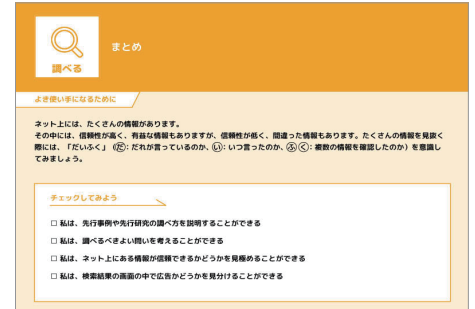 調べる
まとめ
よき使い手になるために
ネット上には、たくさんの情報があります。
その中には、信頼性が高く、有益な情報もありますが、信頼性が低く、間違った情報もあります。たくさんの情報を見抜く
際には、「だいふく」(だ:だれが言っているのか、い:いつ言ったのか、ふく:複数の情報を確認したのか)を意識し
てみましょう。
チェックしてみよう
□ 私は、先行事例や先行研究の調べ方を説明することができる
□ 私は、調べるべきよい問いを考えることができる
□ 私は、ネット上にある情報が信頼できるかどうかを見極めることができる
□ 私は、検索結果の画面の中で広告かどうかを見分けることができる